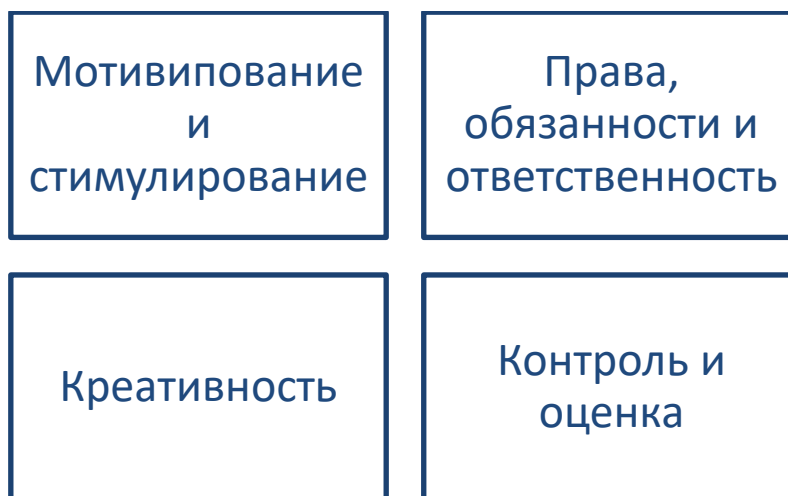 Мотивипование
и
стимулирование
Права,
обязанности и
ответственность
Креативность
Контроль и
оценка